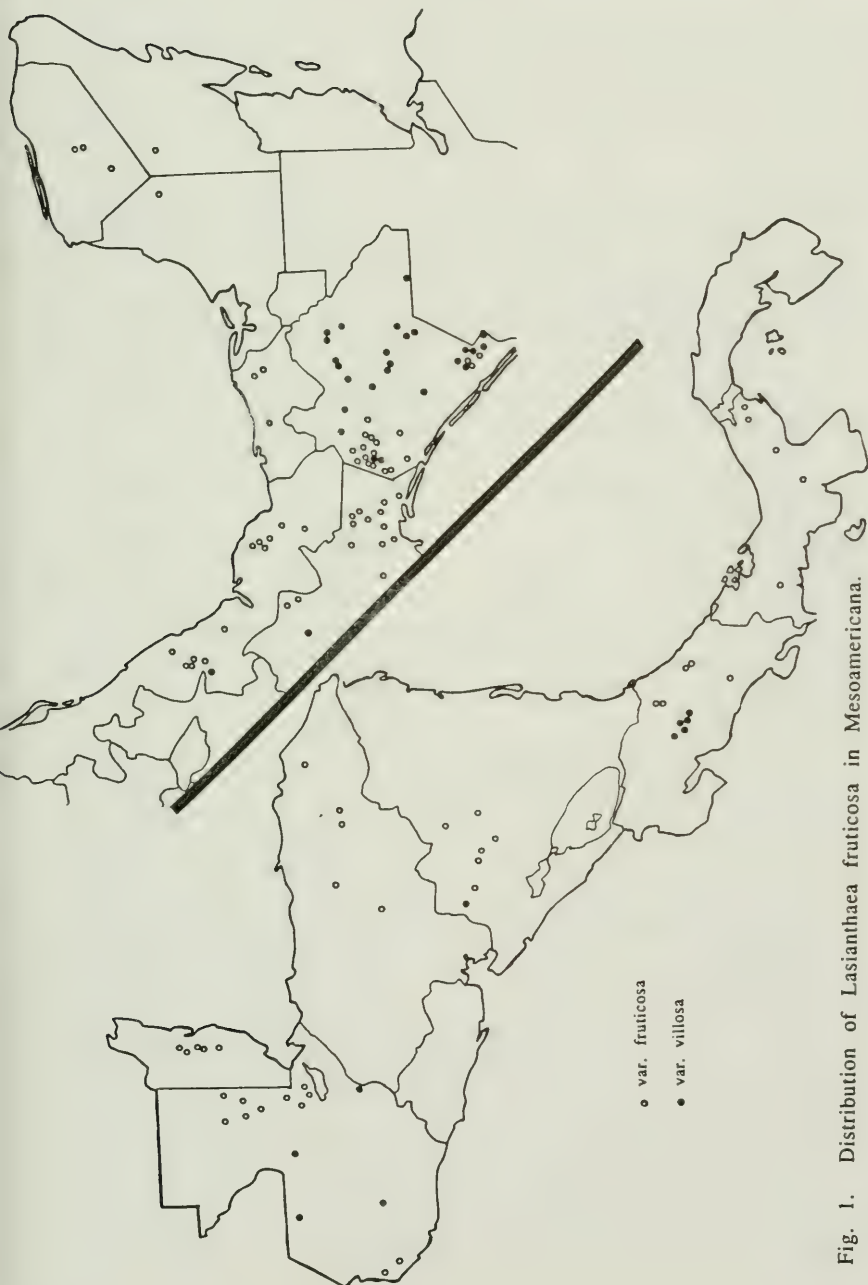 o var. fruticosa
• var. villosa
Fig. 1. Distribution of Lasianthaea fruticosa in Mesoamericana.